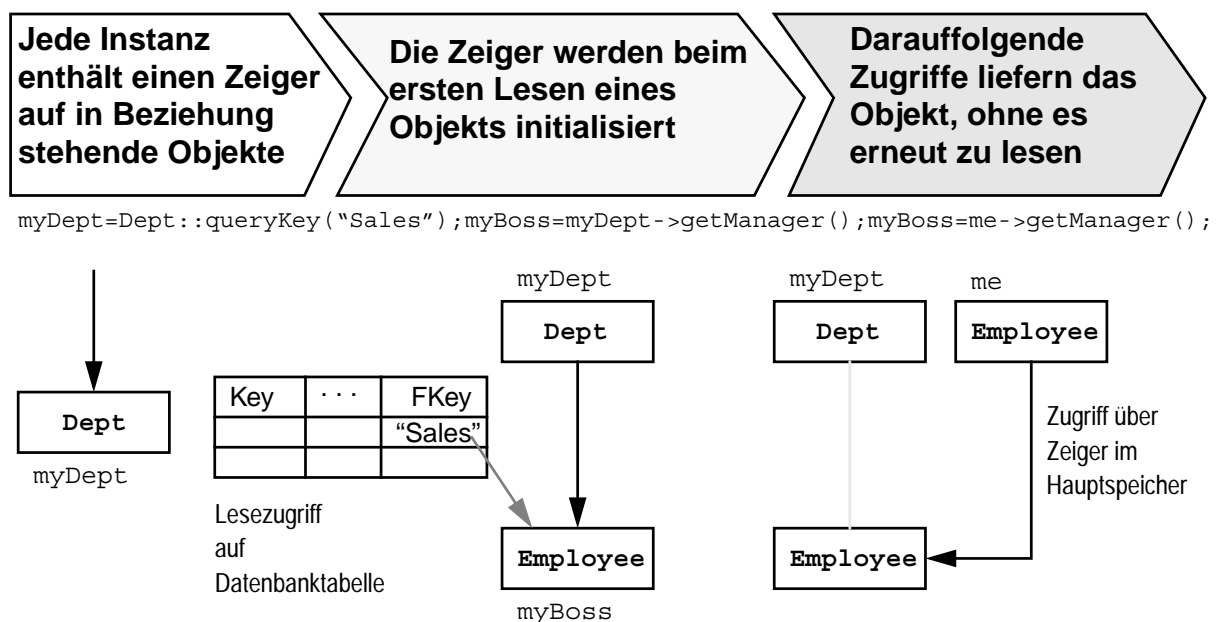 Jede Instanz
enthält einen Zeiger
auf in Beziehung
stehende Objekte
Die Zeiger werden beim
ersten Lesen eines
Objekts initialisiert
Darauffolgende
Zugriffe liefern das
Objekt, ohne es
erneut zu lesen
myDept=Dept::queryKey(“Sales”);myBoss=myDept->getManager();myBoss=me->getManager();
Dept
myDept
Key ··· FKey
“Sales”
Lesezugriff
auf
Datenbanktabelle
myDept
Dept
Employee
myBoss
myDept me
Dept Employee
Zugriff über
Zeiger im
Hauptspeicher
Employee